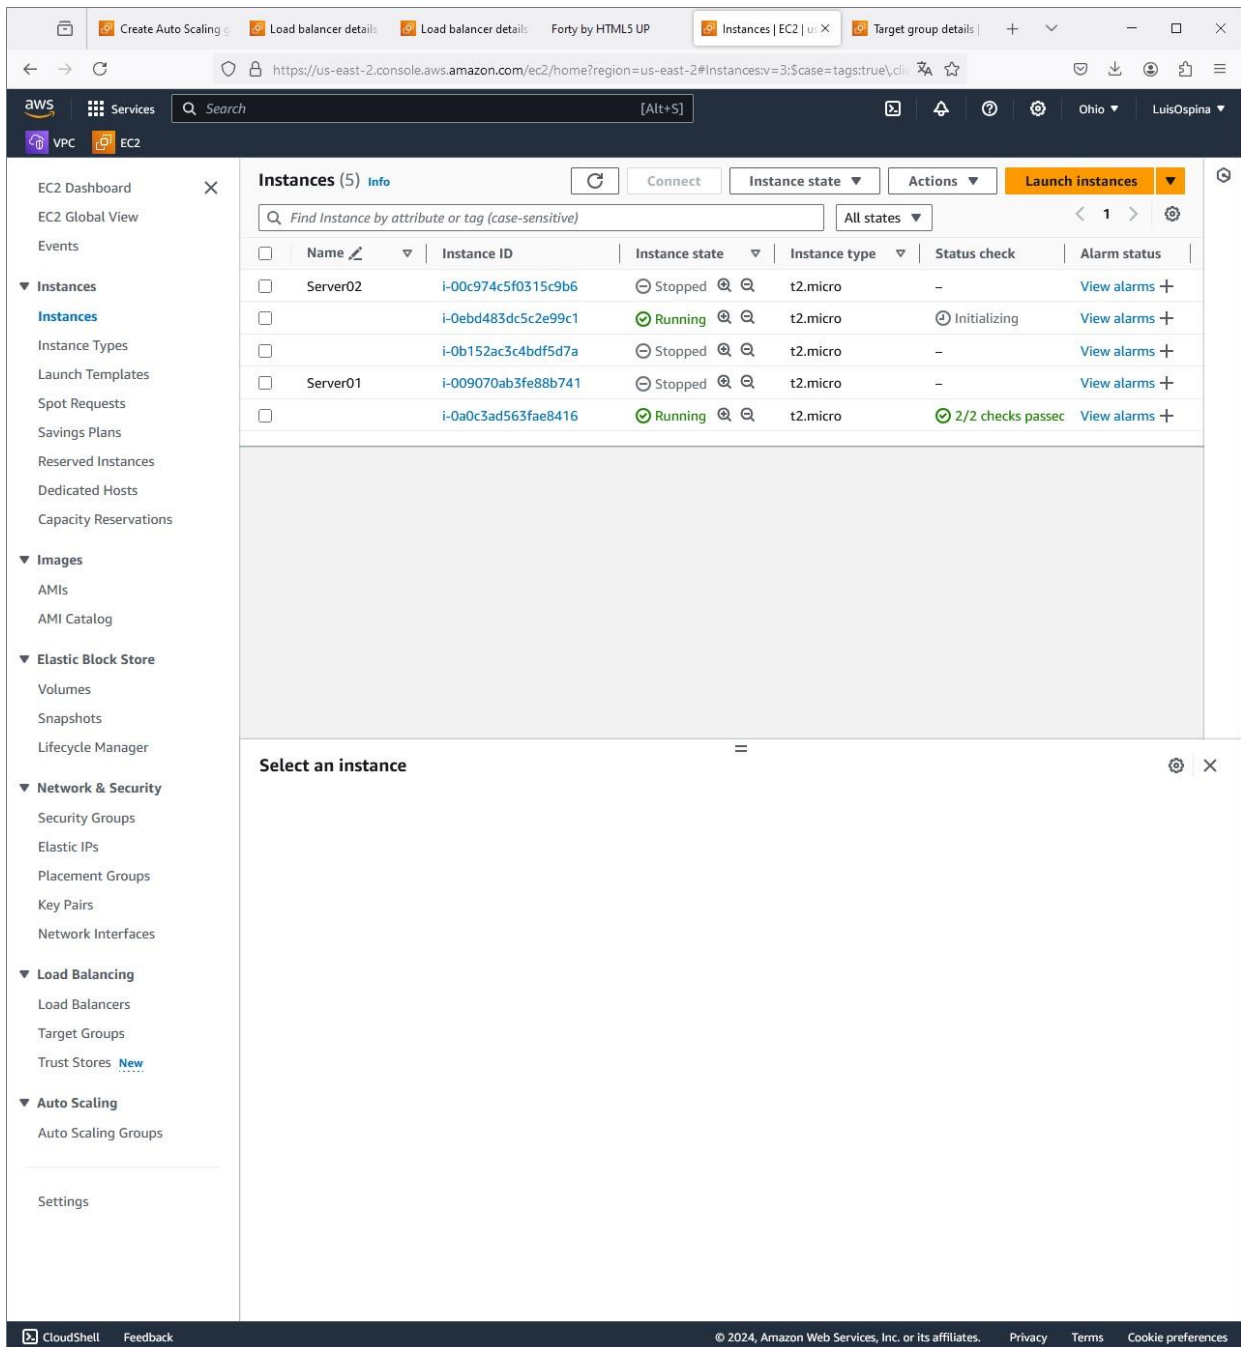 Create Auto Scaling g
Load balancer details
Load balancer details
Forty by HTML5 UP
Instances | EC2 | us
Target group details |
https://us-east-2.console.aws.amazon.com/ec2/home?region=us-east-2#Instances:v=3;$case=tags:true\,cli
aws
Services
Search
[Alt+S]
Ohio
LuisOspina
VPC
EC2
EC2 Dashboard
EC2 Global View
Events
Instances
Instances
Instance Types
Launch Templates
Spot Requests
Savings Plans
Reserved Instances
Dedicated Hosts
Capacity Reservations
Images
AMIs
AMI Catalog
Elastic Block Store
Volumes
Snapshots
Lifecycle Manager
Network & Security
Security Groups
Elastic IPs
Placement Groups
Key Pairs
Network Interfaces
Load Balancing
Load Balancers
Target Groups
Trust Stores New
Auto Scaling
Auto Scaling Groups
Settings
Instances (5) Info
Connect
Instance state
Actions
Launch instances
Find Instance by attribute or tag (case-sensitive)
All states
1
Name Instance ID Instance state Instance type Status check Alarm status
Server02 i-00c974c5f0315c9b6 Stopped t2.micro – View alarms +
i-0ebd483dc5c2e99c1 Running t2.micro Initializing View alarms +
i-0b152ac3c4bdf5d7a Stopped t2.micro – View alarms +
Server01 i-009070ab3fe88b741 Stopped t2.micro – View alarms +
i-0a0c3ad563fae8416 Running t2.micro 2/2 checks passec View alarms +
Select an instance
CloudShell Feedback © 2024, Amazon Web Services, Inc. or its affiliates. Privacy Terms Cookie preferences